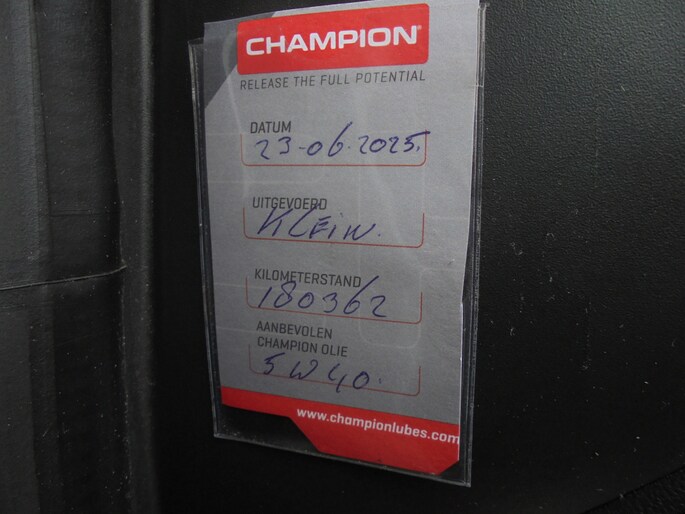 CHAMPION®
RELEASE THE FULL POTENTIAL
DATUM
23-06-2025.
UITGEVOERD
KLEIN.
KILOMETERSTAND
180362
AANBEVOLEN
CHAMPION OLIE
5W40.
www.championlubes.com